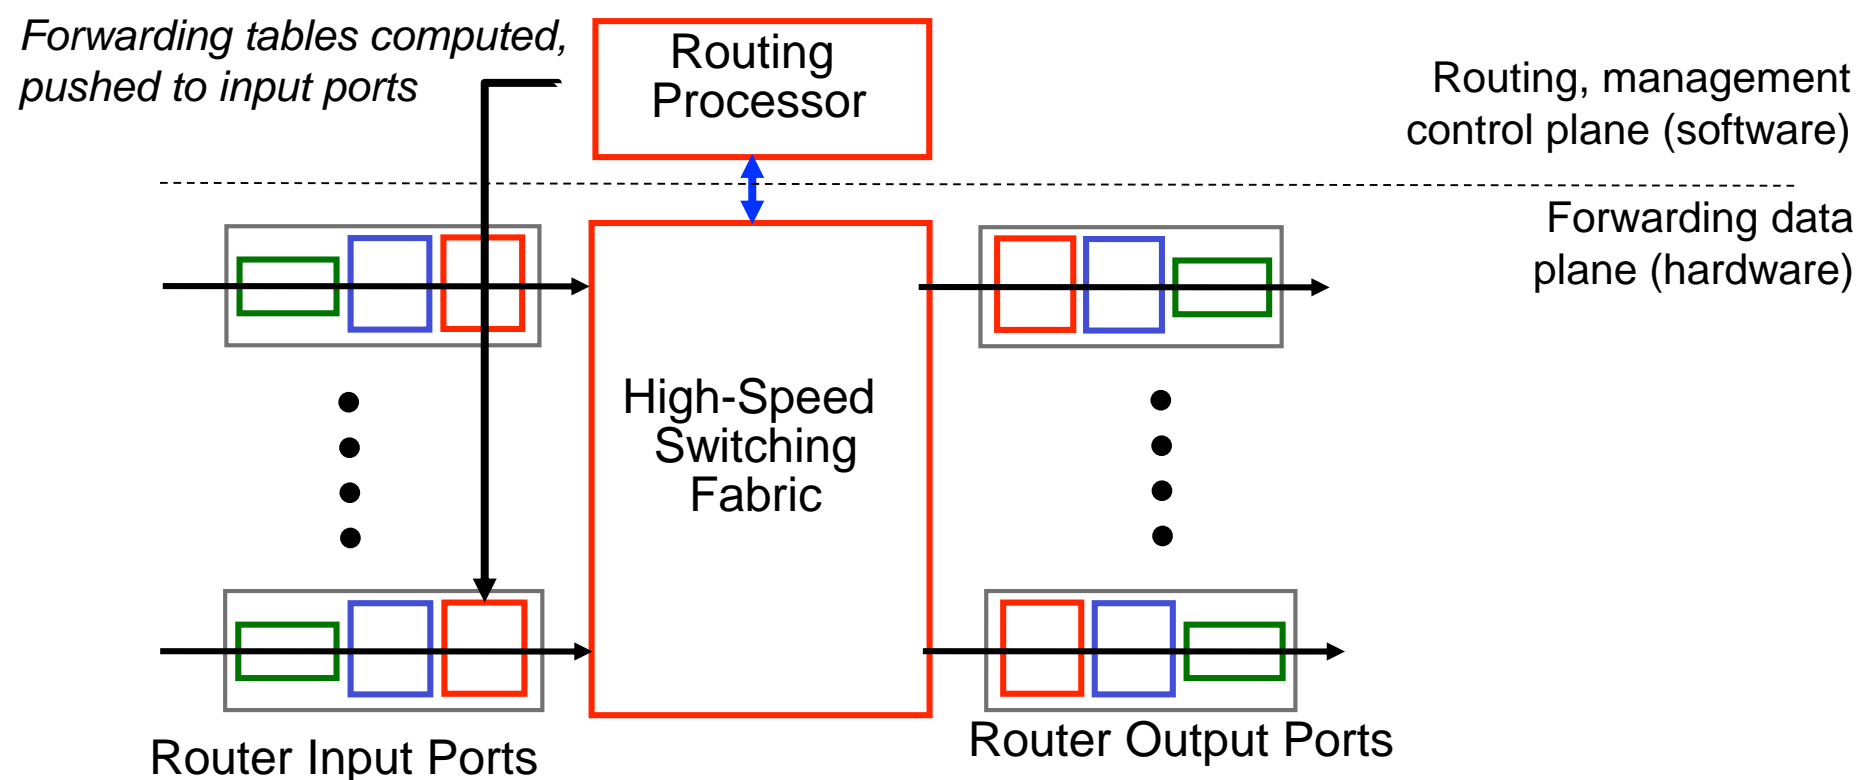 Forwarding tables computed,
pushed to input ports
Routing
Processor
Routing, management
control plane (software)
Forwarding data
plane (hardware)
High-Speed
Switching
Fabric
Router Input Ports
Router Output Ports